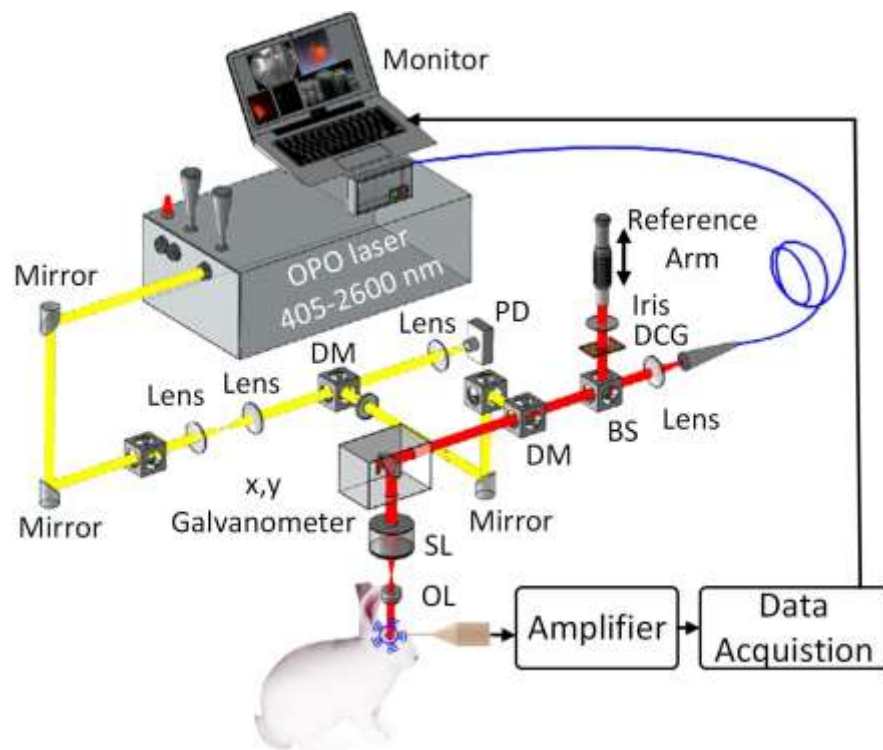 Monitor
OPO laser
405-2600 nm
Reference
Arm
Mirror
Iris
DCG
PD
Lens
DM
Lens
Lens
Lens
BS
DM
Mirror
x,y
Galvanometer
Mirror
SL
OL
Amplifier
Data
Acquistion